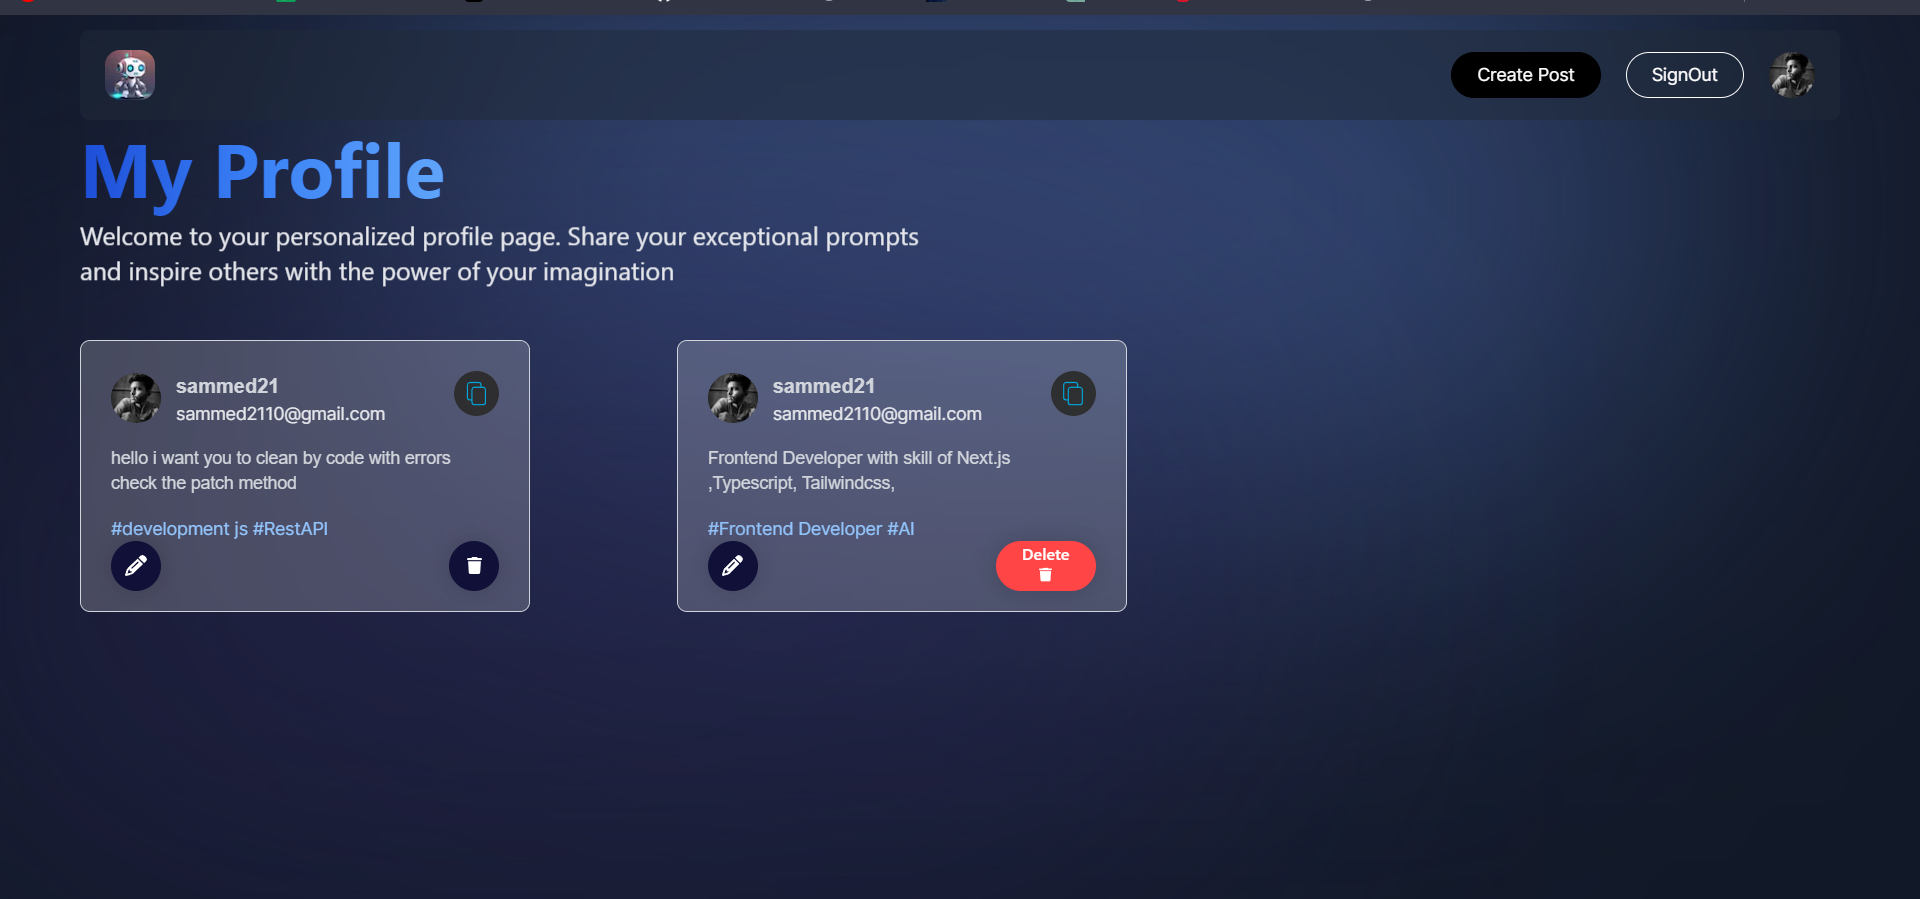 Create Post
SignOut
My Profile
Welcome to your personalized profile page. Share your exceptional prompts
and inspire others with the power of your imagination
sammed21
sammed2110@gmail.com
hello i want you to clean by code with errors
check the patch method
#development js #RestAPI
sammed21
sammed2110@gmail.com
Frontend Developer with skill of Next.js
,Typescript, Tailwindcss,
#Frontend Developer #AI
Delete